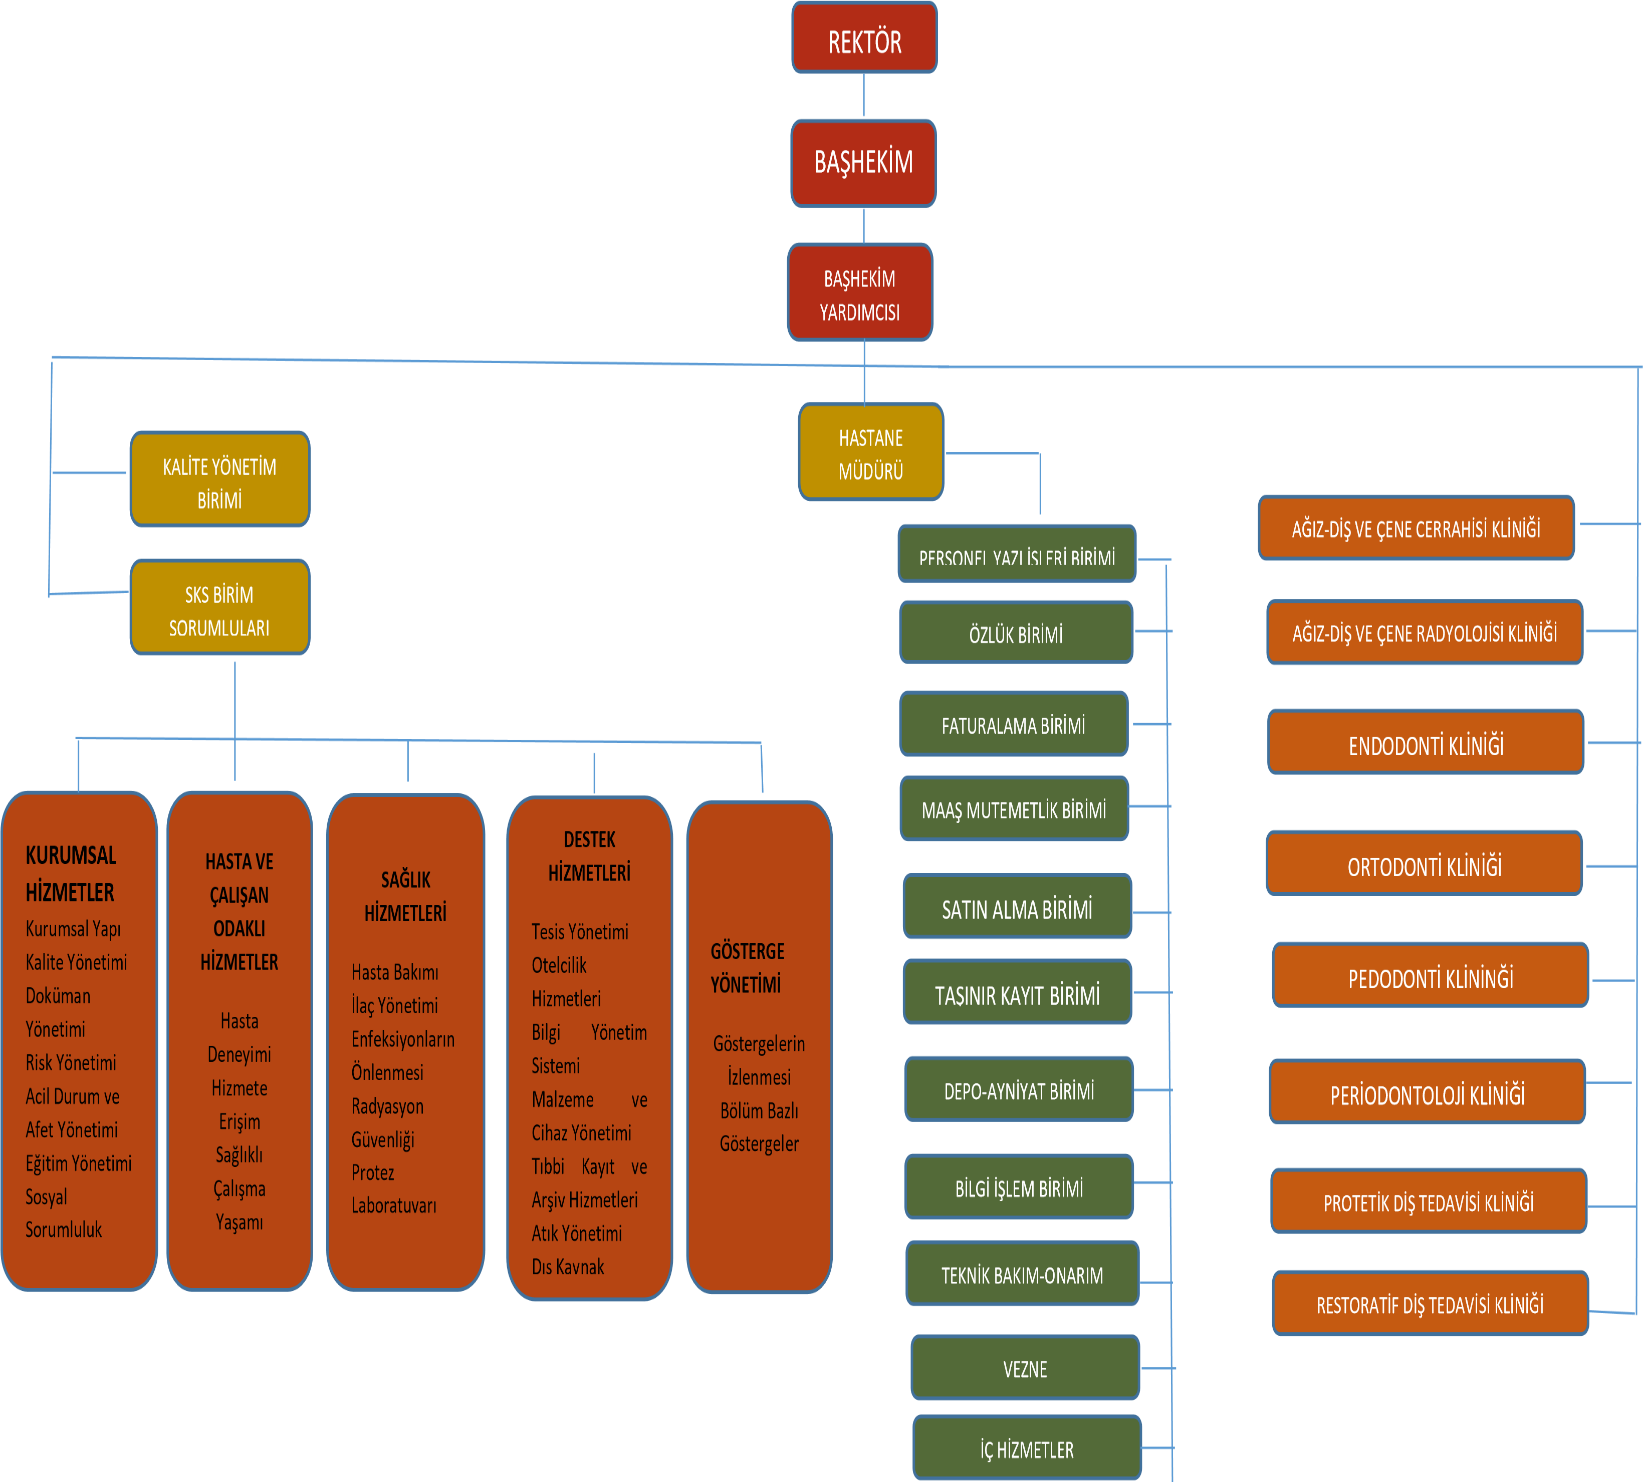 REKTÖR
BAŞHEKİM
BAŞHEKİM
YARDIMCISI
HASTANE
MÜDÜRÜ
KALİTE YÖNETİM
BİRİMİ
SKS BİRİM
SORUMLULARI
KURUMSAL
HİZMETLER
Kurumsal Yapı
Kalite Yönetimi
Doküman
Yönetimi
Risk Yönetimi
Acil Durum ve
Afet Yönetimi
Eğitim Yönetimi
Sosyal
Sorumluluk
HASTA VE
ÇALIŞAN
ODAKLI
HİZMETLER
Hasta
Deneyimi
Hizmete
Erişim
Sağlıklı
Çalışma
Yaşamı
SAĞLIK
HİZMETLERİ
Hasta Bakımı
İlaç Yönetimi
Enfeksiyonların
Önlenmesi
Radyasyon
Güvenliği
Protez
Laboratuvarı
DESTEK
HİZMETLERİ
Tesis Yönetimi
Otelcilik
Hizmetleri
Bilgi Yönetim
Sistemi
Malzeme ve
Cihaz Yönetimi
Tıbbi Kayıt ve
Arşiv Hizmetleri
Atık Yönetimi
Dış Kaynak
GÖSTERGE
YÖNETİMİ
Göstergelerin
İzlenmesi
Bölüm Bazlı
Göstergeler
PERSONEL YAZI İŞLERİ BİRİMİ
ÖZLÜK BİRİMİ
FATURALAMA BİRİMİ
MAAŞ MUTEMETLİK BİRİMİ
SATIN ALMA BİRİMİ
TAŞINIR KAYIT BİRİMİ
DEPO-AYNİYAT BİRİMİ
BİLGİ İŞLEM BİRİMİ
TEKNİK BAKIM-ONARIM
VEZNE
İÇ HİZMETLER
AĞIZ-DİŞ VE ÇENE CERRAHİSİ KLİNİĞİ
AĞIZ-DİŞ VE ÇENE RADYOLOJİSİ KLİNİĞİ
ENDODONTİ KLİNİĞİ
ORTODONTİ KLİNİĞİ
PEDODONTİ KLİNİNĞİ
PERİODONTOLOJİ KLİNİĞİ
PROTETİK DİŞ TEDAVİSİ KLİNİĞİ
RESTORATİF DİŞ TEDAVİSİ KLİNİĞİ